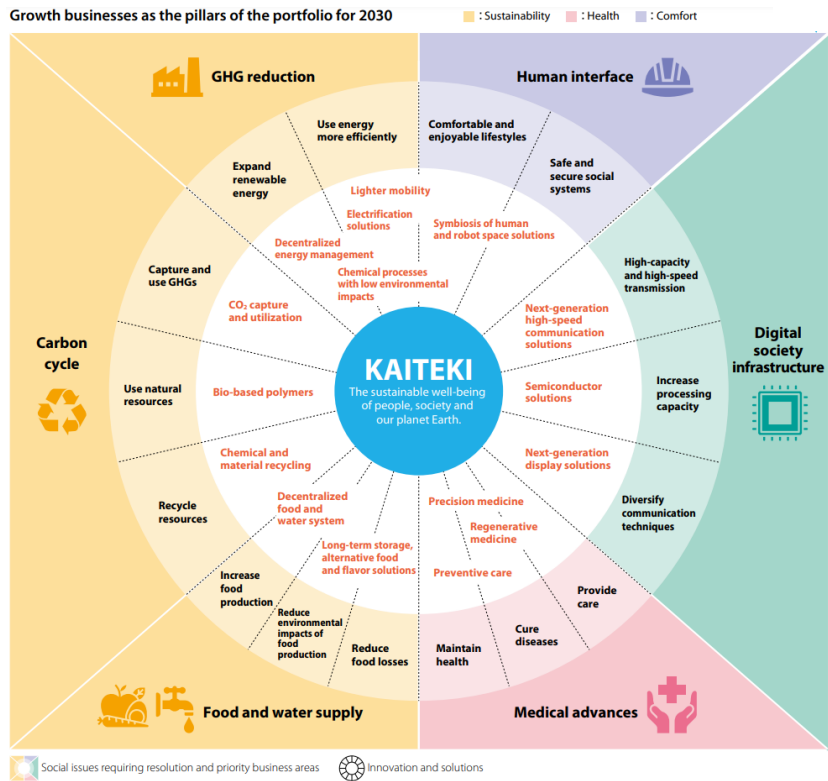 Growth businesses as the pillars of the portfolio for 2030
: Sustainability
: Health
: Comfort
GHG reduction
Human interface
Use energy
more efficiently
Comfortable and
enjoyable lifestyles
Expand
renewable
energy
Safe and
secure social
systems
Lighter mobility
Electrification
solutions
Symbiosis of human
and robot space solutions
Decentralized
energy management
Chemical processes
with low environmental
impacts
Capture and
use GHGs
High-capacity
and high-speed
transmission
CO₂ capture
and utilization
Next-generation
high-speed
communication
solutions
Carbon
cycle
Digital
society
infrastructure
KAITEKI
The sustainable well-being
of people, society and
our planet Earth.
Use natural
resources
Bio-based polymers
Semiconductor
solutions
Increase
processing
capacity
Chemical and
material recycling
Next-generation
display solutions
Recycle
resources
Decentralized
food and
water system
Precision medicine
Regenerative
medicine
Diversify
communication
techniques
Long-term storage,
alternative food
and flavor solutions
Preventive care
Increase
food
production
Reduce
environmental
impacts of
food
production
Reduce
food losses
Maintain
health
Cure
diseases
Provide
care
Food and water supply
Medical advances
Social issues requiring resolution and priority business areas
Innovation and solutions